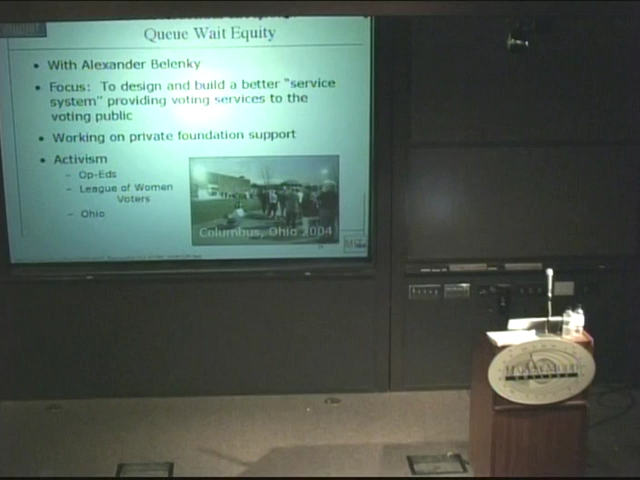 Queue Wait Equity
• With Alexander Belenky
• Focus: To design and build a better "service
system" providing voting services to the
voting public
• Working on private foundation support
• Activism
– Op-Eds
– League of Women
Voters
– Ohio
Columbus, Ohio 2004